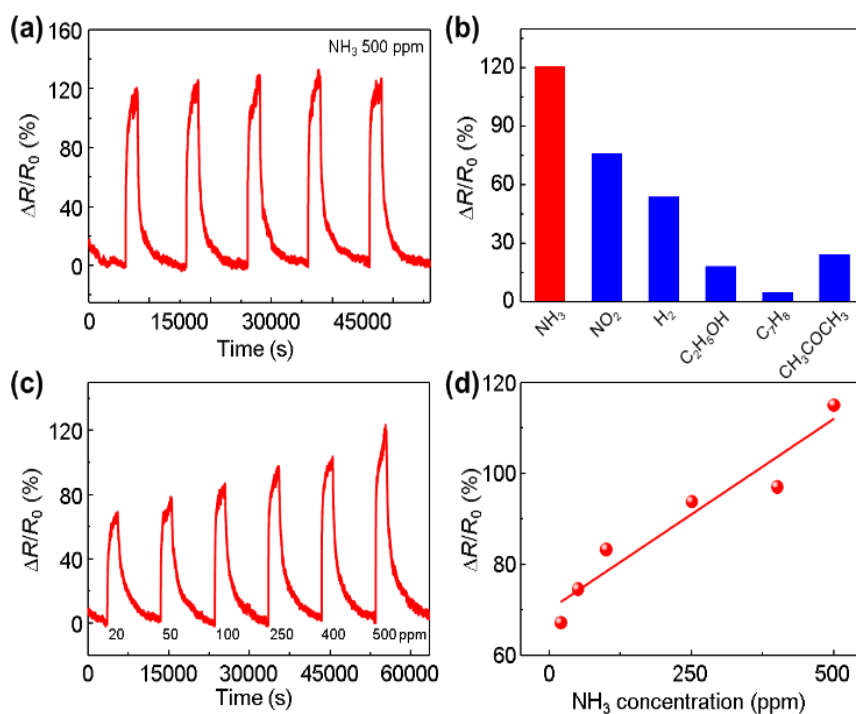 (a)
NH₃ 500 ppm
ΔR/R₀ (%)
160
120
80
40
0
0 15000 30000 45000
Time (s)
(b)
ΔR/R₀ (%)
120
90
60
30
0
NH₃ NO₂ H₂ C₂H₅OH C₇H₈ CH₃COCH₃
(c)
ΔR/R₀ (%)
120
80
40
0
20 50 100 250 400 500 ppm
0 15000 30000 45000 60000
Time (s)
(d)
ΔR/R₀ (%)
120
100
80
60
0 250 500
NH₃ concentration (ppm)